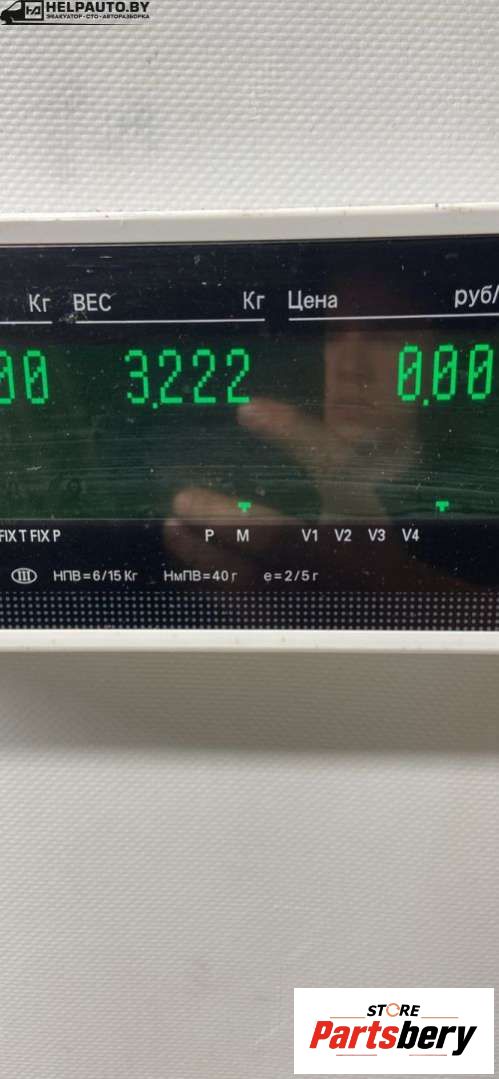 HELPAUTO.BY
ЭВАКУАТОР•СТО•АВТОРАЗБОРКА
Кг ВЕС Кг Цена руб/
00 3.222 0.00
FIX T FIX P P M V1 V2 V3 V4
III НПВ=6/15 Кг НмПВ=40 г e=2/5 г
STORE
Partsbery